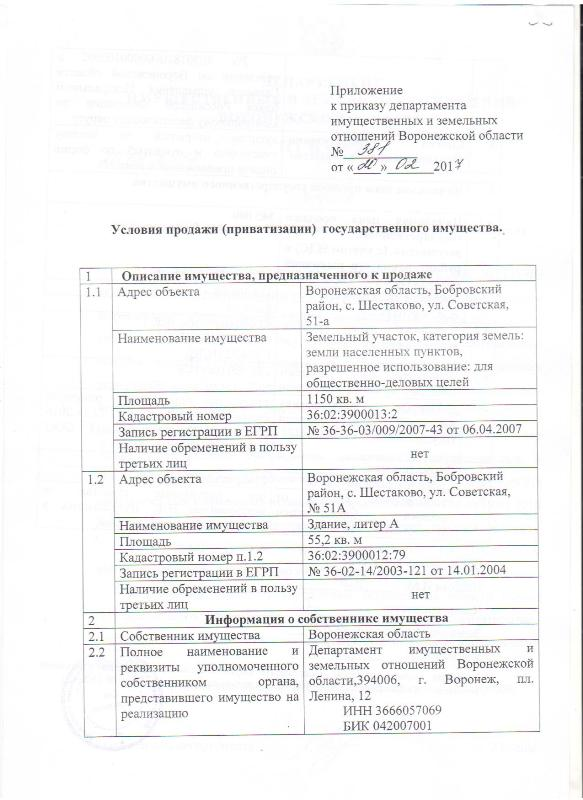 Приложение
к приказу департамента
имущественных и земельных
отношений Воронежской области
№ 381
от « 20 » 02 2017
Условия продажи (приватизации) государственного имущества.
1 Описание имущества, предназначенного к продаже
1.1 Адрес объекта Воронежская область, Бобровский
район, с. Шестаково, ул. Советская,
51-а
Наименование имущества Земельный участок, категория земель:
земли населенных пунктов,
разрешенное использование: для
общественно-деловых целей
Площадь 1150 кв. м
Кадастровый номер 36:02:3900013:2
Запись регистрации в ЕГРП № 36-36-03/009/2007-43 от 06.04.2007
Наличие обременений в пользу нет
третьих лиц
1.2 Адрес объекта Воронежская область, Бобровский
район, с. Шестаково, ул. Советская,
№ 51А
Наименование имущества Здание, литер А
Площадь 55,2 кв. м
Кадастровый номер п.1.2 36:02:3900012:79
Запись регистрации в ЕГРП № 36-02-14/2003-121 от 14.01.2004
Наличие обременений в пользу нет
третьих лиц
2 Информация о собственнике имущества
2.1 Собственник имущества Воронежская область
2.2 Полное наименование и Департамент имущественных и
реквизиты уполномоченного земельных отношений Воронежской
собственником органа, области,394006, г. Воронеж, пл.
представившего имущество на Ленина, 12
реализацию ИНН 3666057069
БИК 042007001